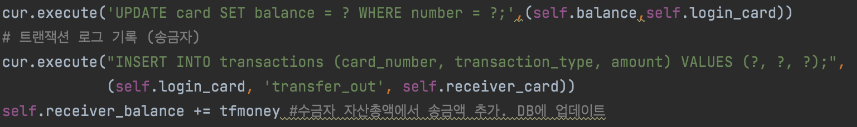 cur.execute('UPDATE card SET balance = ? WHERE number = ?;',(self.balance,self.login_card))
# 트랜잭션 로그 기록 (송금자)
cur.execute("INSERT INTO transactions (card_number, transaction_type, amount) VALUES (?, ?, ?);",
(self.login_card, 'transfer_out', self.receiver_card))
self.receiver_balance += tfmoney #수금자 자산총액에서 송금액 추가. DB에 업데이트